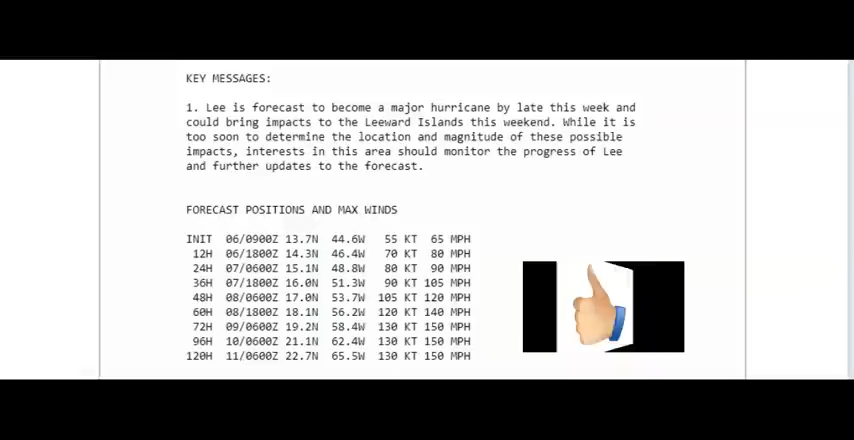 KEY MESSAGES:
1. Lee is forecast to become a major hurricane by late this week and
could bring impacts to the Leeward Islands this weekend. While it is
too soon to determine the location and magnitude of these possible
impacts, interests in this area should monitor the progress of Lee
and further updates to the forecast.
FORECAST POSITIONS AND MAX WINDS
INIT 06/0900Z 13.7N 44.6W 55 KT 65 MPH
12H 06/1800Z 14.3N 46.4W 70 KT 80 MPH
24H 07/0600Z 15.1N 48.8W 80 KT 90 MPH
36H 07/1800Z 16.0N 51.3W 90 KT 105 MPH
48H 08/0600Z 17.0N 53.7W 105 KT 120 MPH
60H 08/1800Z 18.1N 56.2W 120 KT 140 MPH
72H 09/0600Z 19.2N 58.4W 130 KT 150 MPH
96H 10/0600Z 21.1N 62.4W 130 KT 150 MPH
120H 11/0600Z 22.7N 65.5W 130 KT 150 MPH